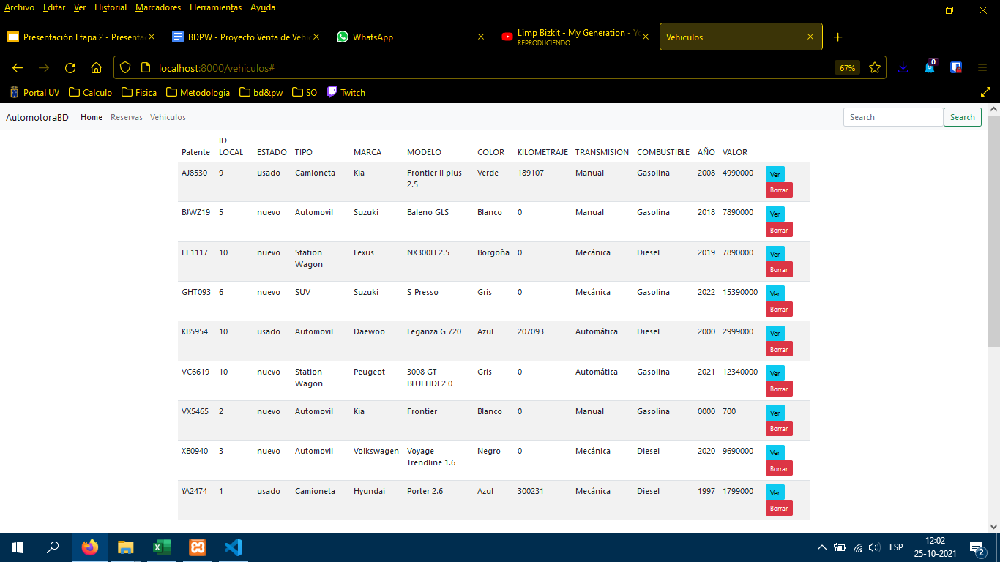 Archivo Editar Ver Historial Marcadores Herramientas Ayuda
Presentación Etapa 2 - Presenta
BDPW - Proyecto Venta de Vehi
WhatsApp
Limp Bizkit - My Generation - Yo
REPRODUCIENDO
Vehiculos
localhost:8000/vehiculos#
67%
0
Portal UV Calculo Fisica Metodologia bd&pw SO Twitch
AutomotoraBD Home Reservas Vehiculos Search Search
Patente ID LOCAL ESTADO TIPO MARCA MODELO COLOR KILOMETRAJE TRANSMISION COMBUSTIBLE AÑO VALOR
AJ8530 9 usado Camioneta Kia Frontier II plus 2.5 Verde 189107 Manual Gasolina 2008 4990000 Ver
Borrar
BJWZ19 5 nuevo Automovil Suzuki Baleno GLS Blanco 0 Manual Gasolina 2018 7890000 Ver
Borrar
FE1117 10 nuevo Station Wagon Lexus NX300H 2.5 Borgoña 0 Mecánica Diesel 2019 7890000 Ver
Borrar
GHT093 6 nuevo SUV Suzuki S-Presso Gris 0 Mecánica Gasolina 2022 15390000 Ver
Borrar
KB5954 10 usado Automovil Daewoo Leganza G 720 Azul 207093 Automática Diesel 2000 2999000 Ver
Borrar
VC6619 10 nuevo Station Wagon Peugeot 3008 GT BLUEHDI 2 0 Gris 0 Automática Gasolina 2021 12340000 Ver
Borrar
VX5465 2 nuevo Automovil Kia Frontier Blanco 0 Manual Gasolina 0000 700 Ver
Borrar
XB0940 3 nuevo Automovil Volkswagen Voyage Trendline 1.6 Negro 0 Mecánica Diesel 2020 9690000 Ver
Borrar
YA2474 1 usado Camioneta Hyundai Porter 2.6 Azul 300231 Mecánica Diesel 1997 1799000 Ver
Borrar
ESP
12:02
25-10-2021
2